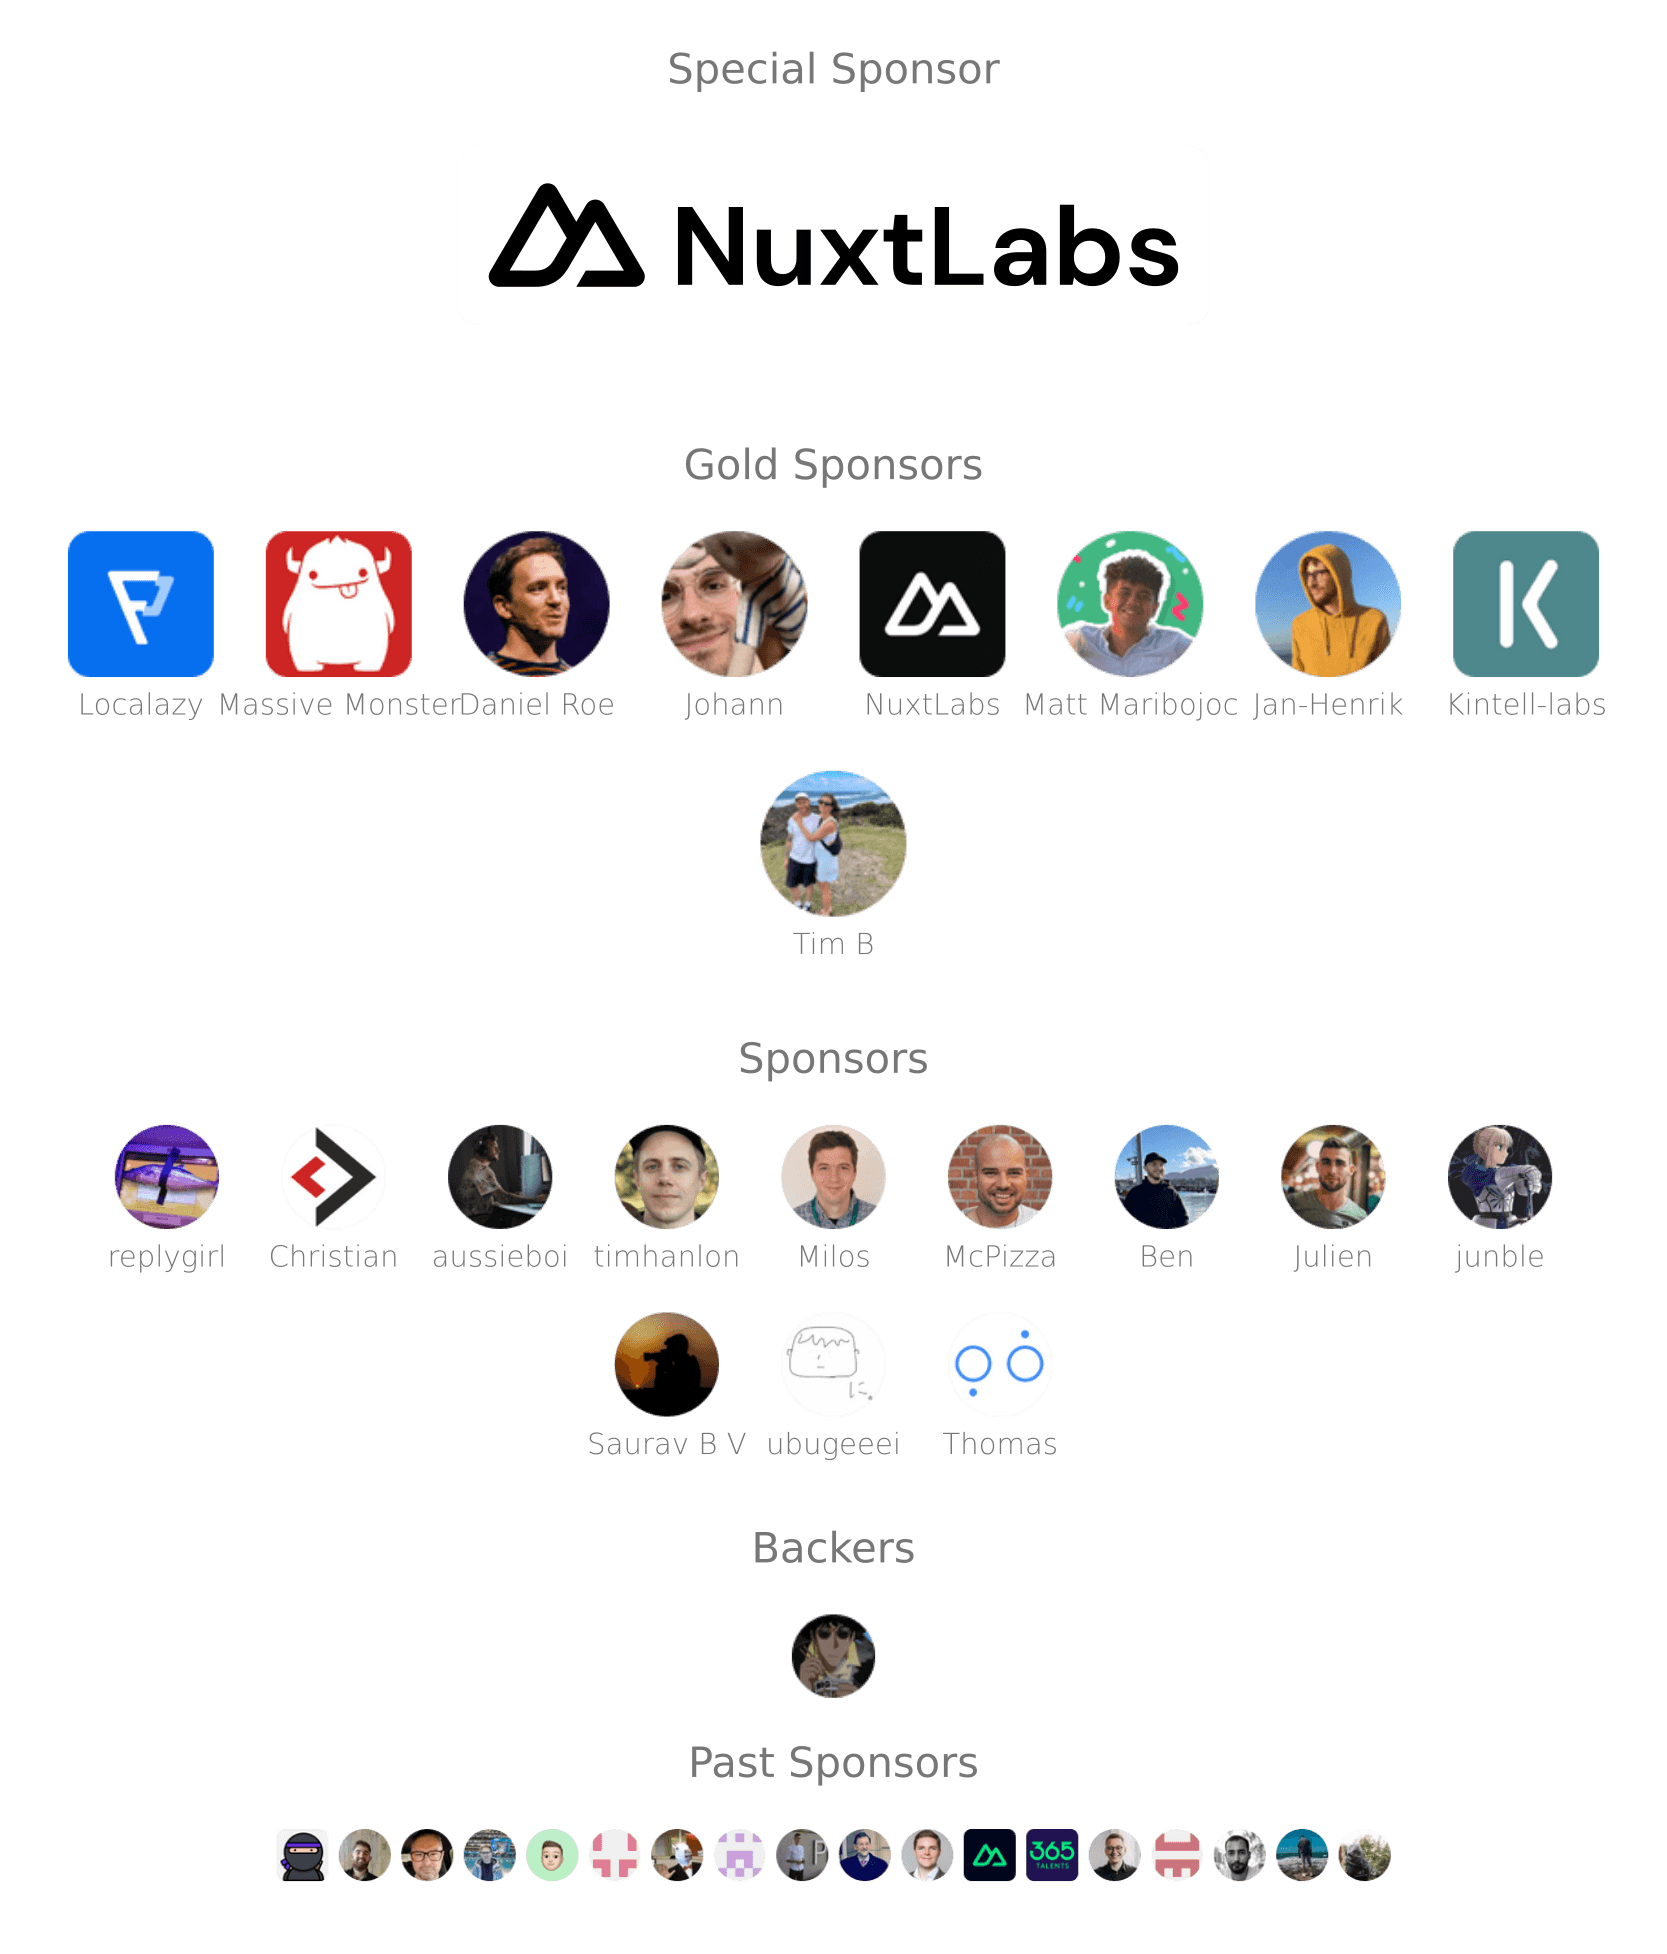 Special Sponsor
NuxtLabs
Gold Sponsors
Localazy Massive Monster Daniel Roe Johann NuxtLabs Matt Maribojoc Jan-Henrik Kintell-labs
Tim B
Sponsors
replygirl Christian aussieboi timhanlon Milos McPizza Ben Julien junble
Saurav B V ubugeeei Thomas
Backers
Past Sponsors
365
TALENTS